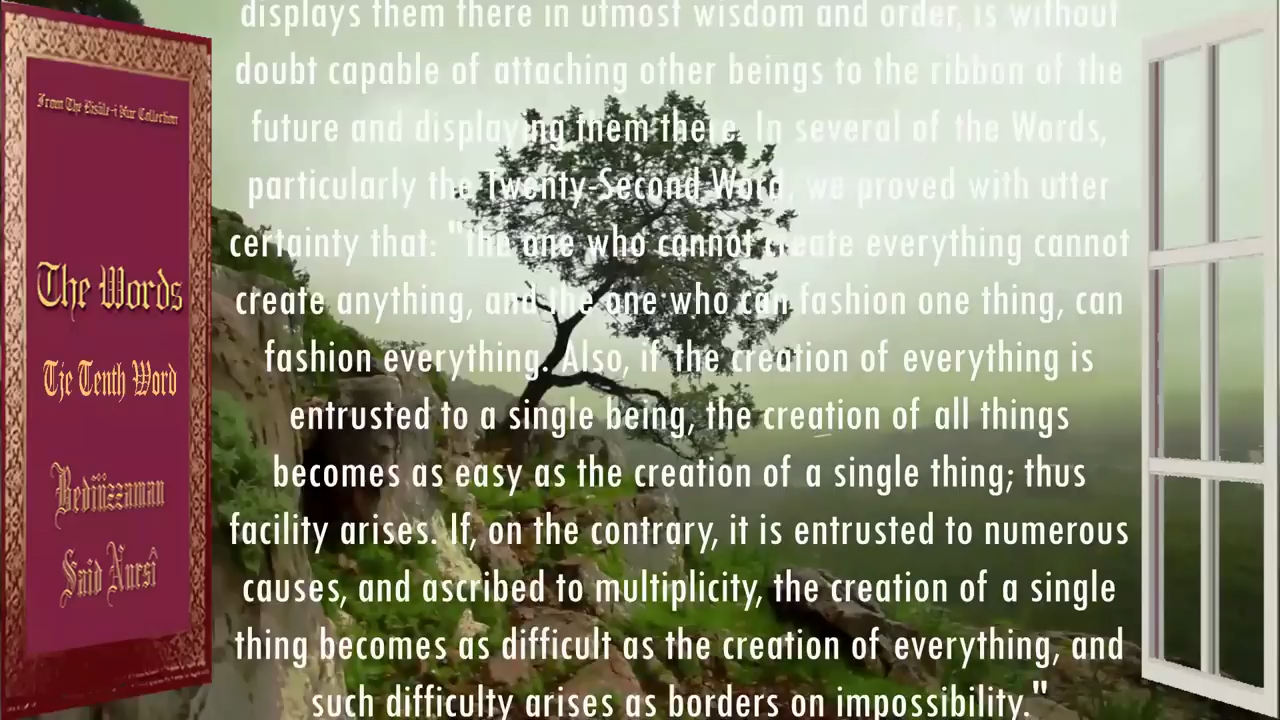 From The Risâle-i Nur Collection
The Words
Tje Tenth Word
Bediüzzaman
Said Nursî
displays them there in utmost wisdom and order, is without
doubt capable of attaching other beings to the ribbon of the
future and displaying them there. In several of the Words,
particularly the Twenty-Second Word, we proved with utter
certainty that: "the one who cannot create everything cannot
create anything, and the one who can fashion one thing, can
fashion everything. Also, if the creation of everything is
entrusted to a single being, the creation of all things
becomes as easy as the creation of a single thing; thus
facility arises. If, on the contrary, it is entrusted to numerous
causes, and ascribed to multiplicity, the creation of a single
thing becomes as difficult as the creation of everything, and
such difficulty arises as borders on impossibility."